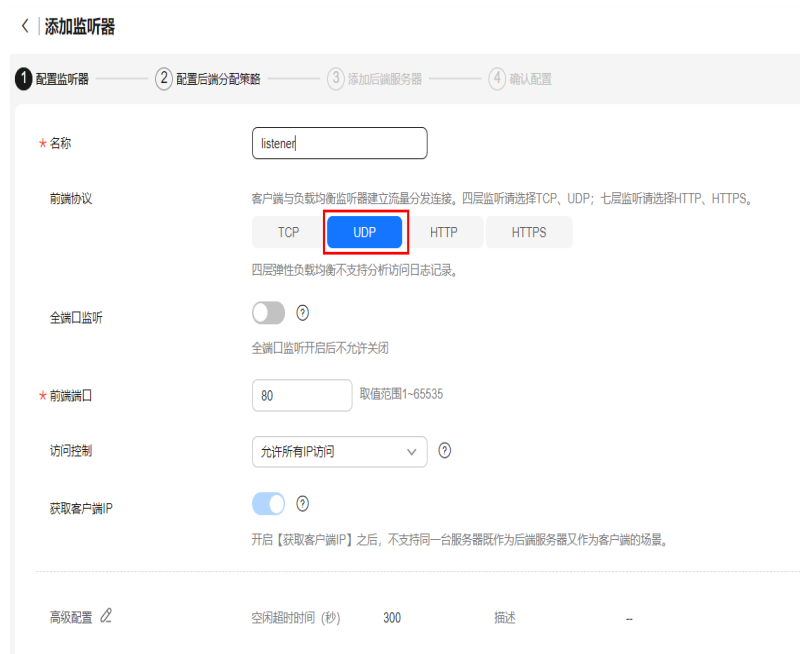 添加监听器
1 配置监听器 2 配置后端分配策略 3 添加后端服务器 4 确认配置
* 名称 listener
前端协议 客户端与负载均衡监听器建立流量分发连接。四层监听请选择TCP、UDP；七层监听请选择HTTP、HTTPS。
TCP UDP HTTP HTTPS
四层弹性负载均衡不支持分析访问日志记录。
全端口监听 ?
全端口监听开启后不允许关闭
* 前端端口 80 取值范围1~65535
访问控制 允许所有IP访问 ?
获取客户端IP ?
开启【获取客户端IP】之后，不支持同一台服务器既作为后端服务器又作为客户端的场景。
高级配置 空闲超时时间（秒） 300 描述 --